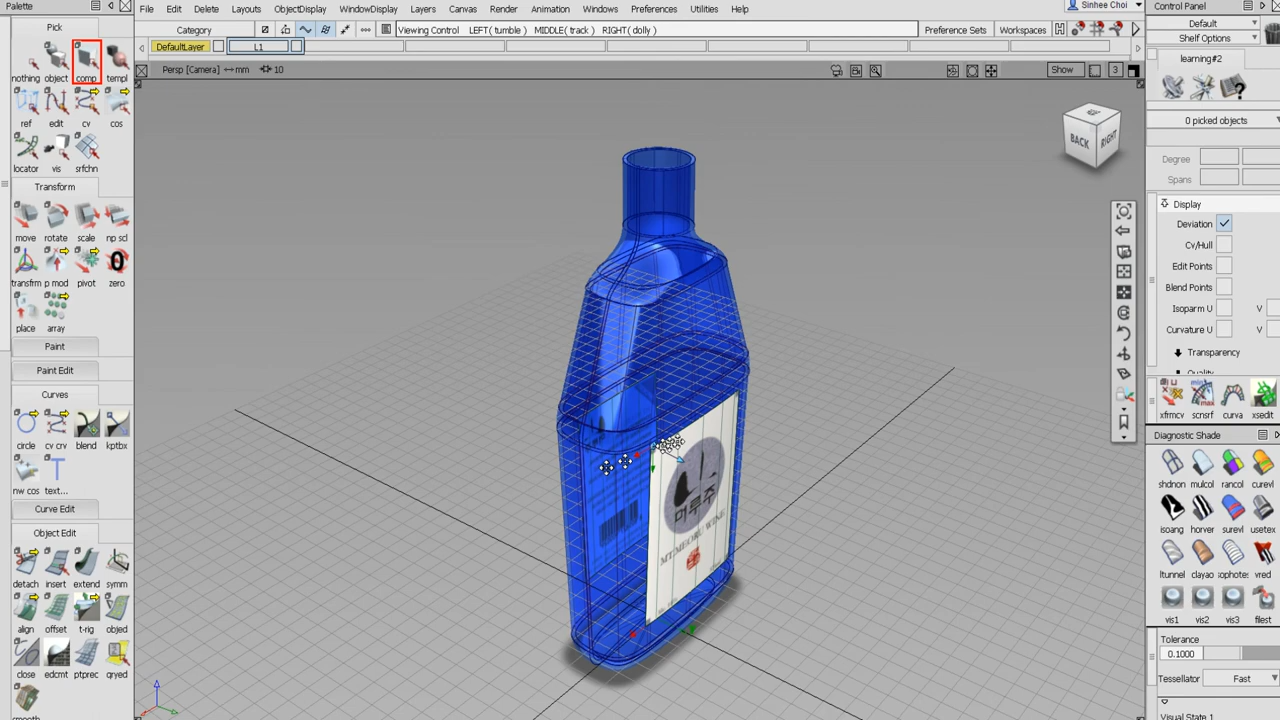 Palette
File Edit Delete Layouts ObjectDisplay WindowDisplay Layers Canvas Render Animation Windows Preferences Utilities Help
Sinhee Choi
Control Panel
Category
Viewing Control LEFT( tumble ) MIDDLE( track ) RIGHT( dolly )
Preference Sets
Workspaces
Default
Shelf Options
DefaultLayer
L1
Persp [Camera]
mm
10
Show
3
Pick
nothing object comp templ
ref edit cv cos
locator vis srfchn
Transform
move rotate scale np scl
transfrm p mod pivot zero
place array
Paint
Paint Edit
Curves
circle cv crv blend kptbx
nw cos text...
Curve Edit
Object Edit
detach insert extend symm
align offset t-rig objed
close edcmt ptprec qryed
smooth
BACK
RIGHT
머루주
MT.MEORU WINE
learning#2
0 picked objects
Degree
Spans
Display
Deviation
Cv/Hull
Edit Points
Blend Points
Isoparm U
V
Curvature U
V
Transparency
Quality
xfrmcv scnsrf curva xsedit
Diagnostic Shade
shdnon mulcol rancol curevl
isoang horver surevl usetex
ltunnel clayao sophotes vred
vis1 vis2 vis3 filest
Tolerance
0.1000
Tessellator
Fast
Visual State 1